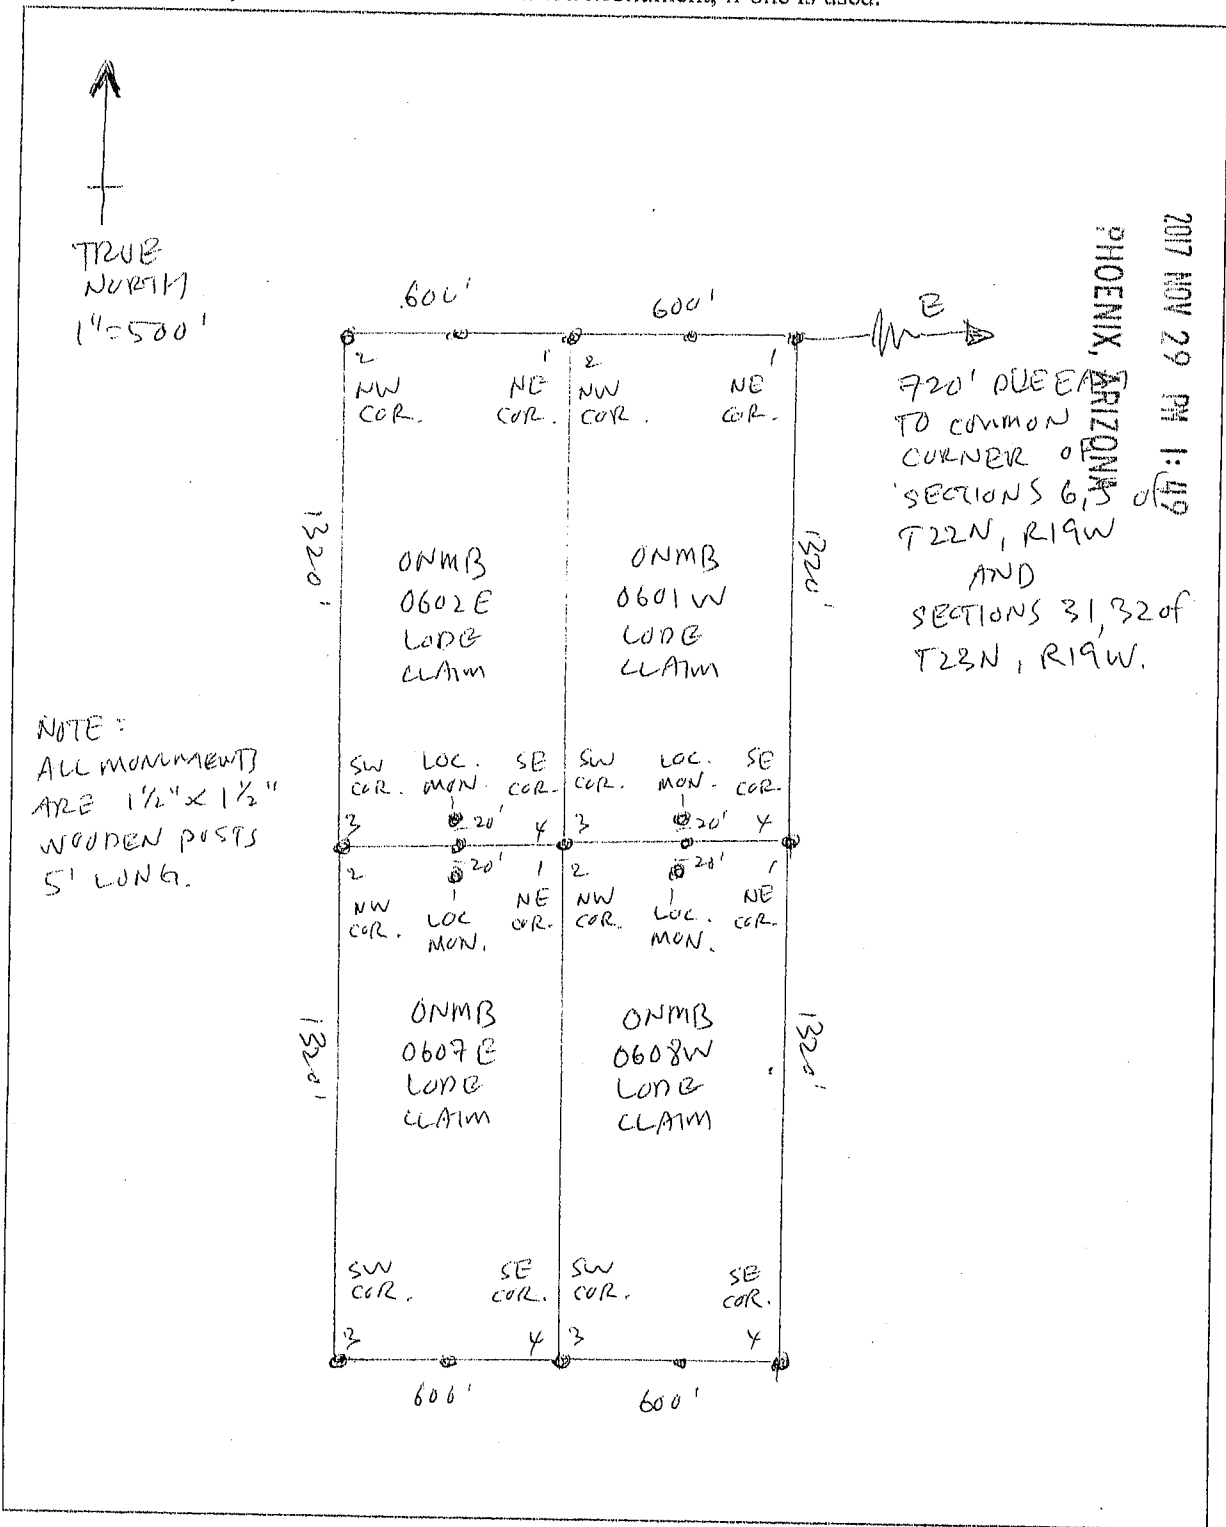 TRUE
NORTH
1"=500'
600'
600'
E
2017 NOV 29 PM 1:49
PHOENIX, ARIZONA
720' DUE EAST
TO COMMON
CORNER OF
SECTIONS 6,5 of
T22N, R19W
AND
SECTIONS 31,32 of
T23N, R19W.
2 1 2 1
NW COR. NE COR. NW COR. NE COR.
1320' 1320'
ONMB
0602E
LODE
CLAIM
ONMB
0601W
LODE
CLAIM
NOTE:
ALL MONUMENTS
ARE 1½" x 1½"
WOODEN POSTS
5' LONG.
SW COR. LOC. MON. SE COR. SW COR. LOC. MON. SE COR.
3 20' 4 3 20' 4
2 20' 1 2 20' 1
NW COR. LOC MON. NE COR. NW COR. LOC. MON. NE COR.
1320' 1320'
ONMB
0607E
LODE
CLAIM
ONMB
0608W
LODE
CLAIM
SW COR. SE COR. SW COR. SE COR.
3 4 3 4
600' 600'